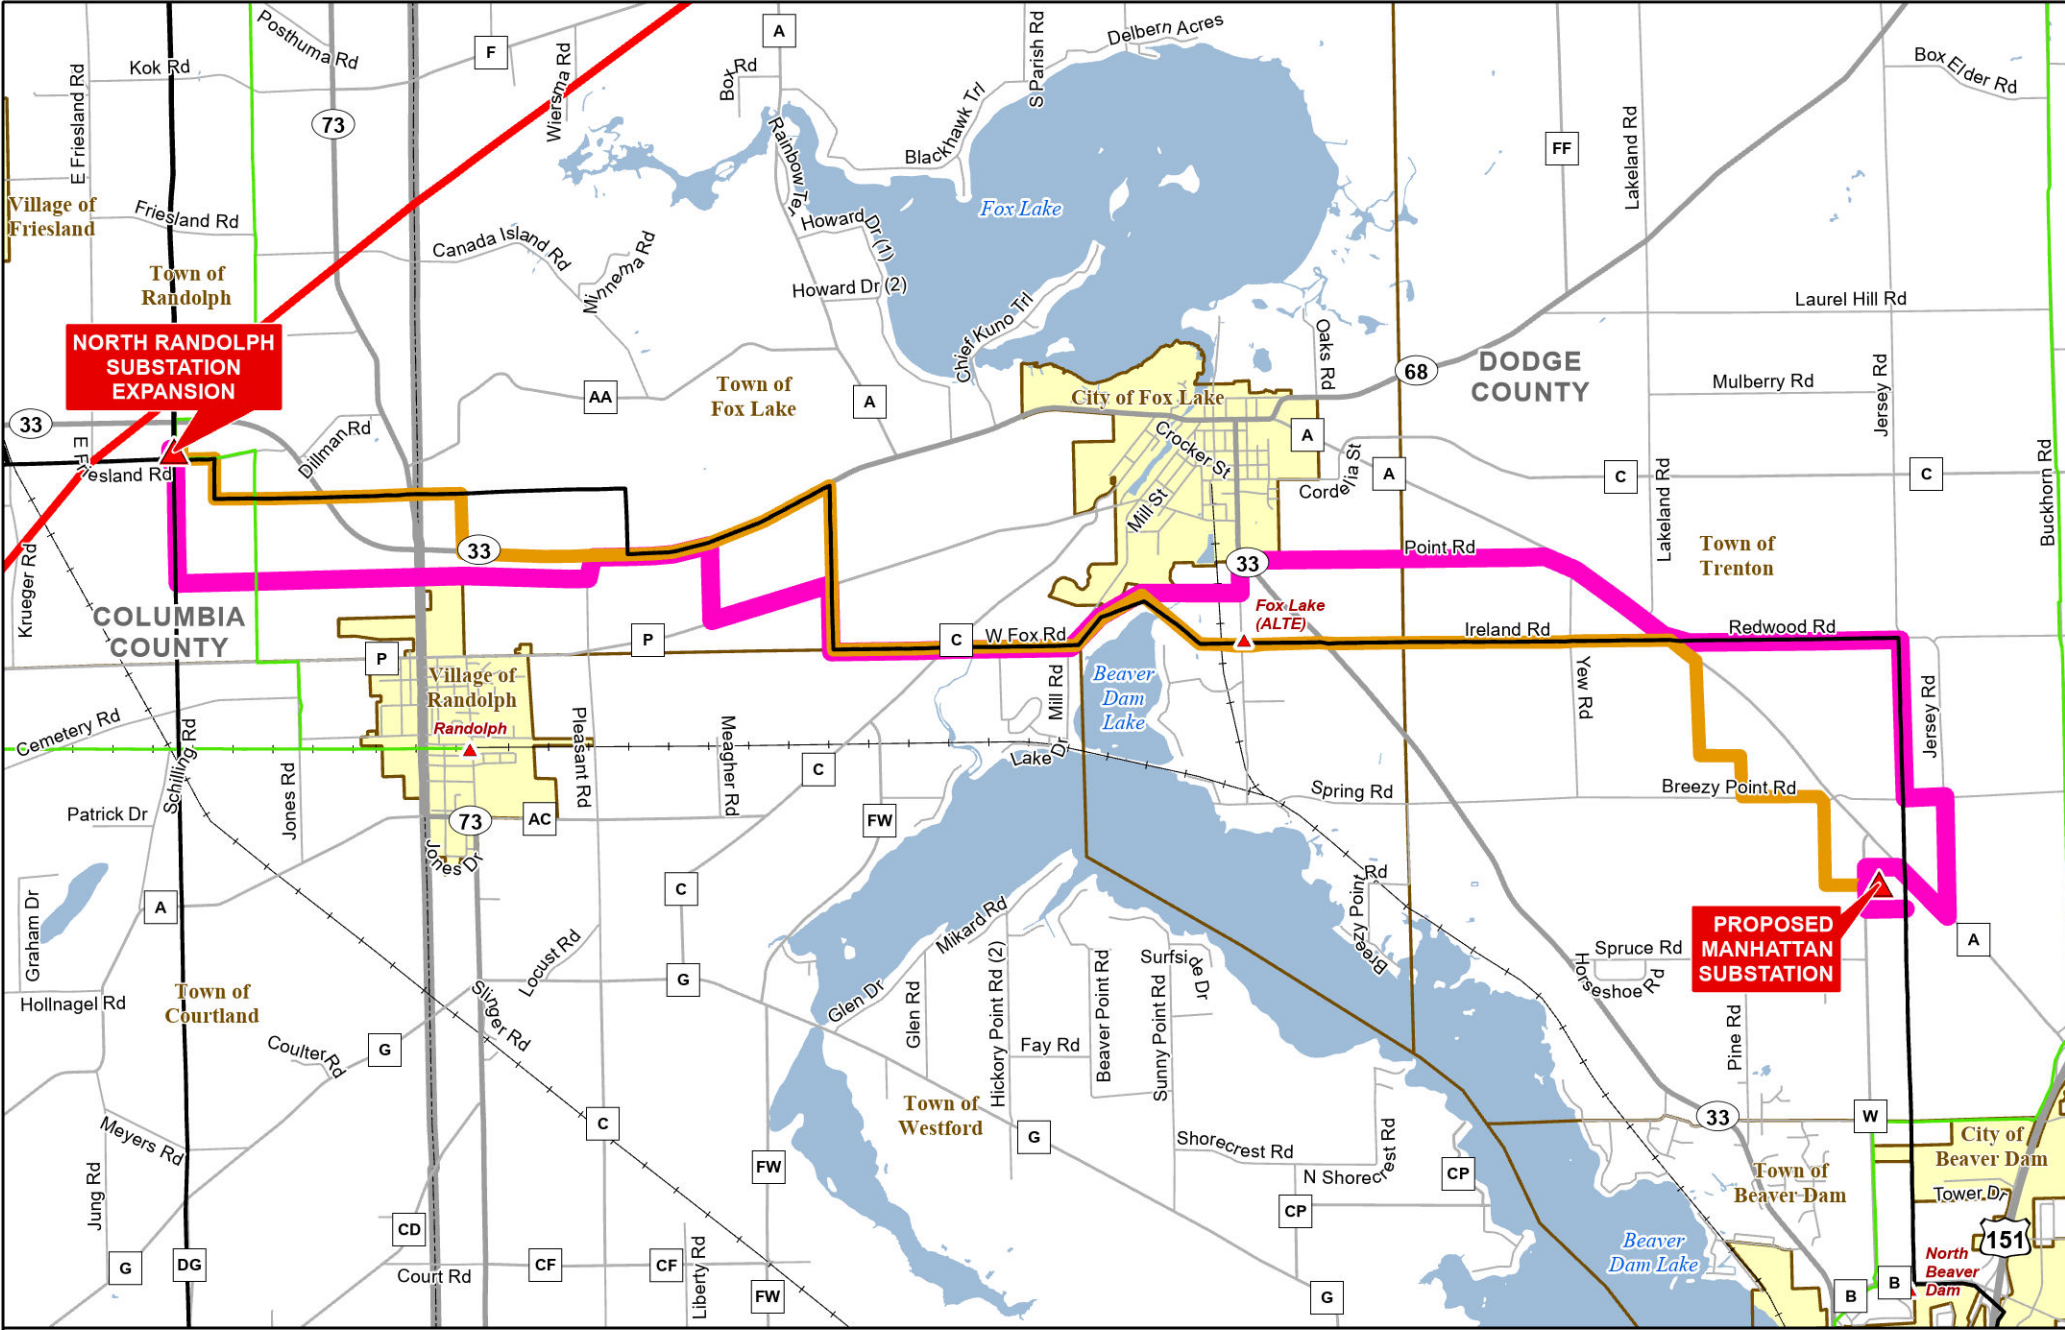 Posthuma Rd
Kok Rd
E Friesland Rd
F
Wiersma Rd
A
Box Rd
S Parish Rd
Delbern Acres
Box Elder Rd
73
Rainbow Ter
Blackhawk Trl
FF
Lakeland Rd
Village of
Friesland
Friesland Rd
Canada Island Rd
Minnema Rd
Howard Dr (1)
Howard Dr (2)
Fox Lake
Town of
Randolph
Chief Kuno Trl
Oaks Rd
Laurel Hill Rd
NORTH RANDOLPH
SUBSTATION
EXPANSION
68
DODGE
COUNTY
Mulberry Rd
Jersey Rd
AA
Town of
Fox Lake
A
City of Fox Lake
33
E Friesland Rd
Dillman Rd
Crocker St
A
Cordelia St
A
C
Lakeland Rd
C
Buckhorn Rd
Mill St
Krueger Rd
33
33
Point Rd
Town of
Trenton
COLUMBIA
COUNTY
Fox Lake
(ALTE)
P
P
C
W Fox Rd
Ireland Rd
Redwood Rd
Village of
Randolph
Randolph
Beaver
Dam
Lake
Mill Rd
Yew Rd
Jersey Rd
Cemetery Rd
Schilling Rd
Pleasant Rd
Meagher Rd
C
Lake Dr
Jones Rd
Patrick Dr
73
AC
Jones Dr
FW
Spring Rd
Breezy Point Rd
Breezy Point Rd
C
Graham Dr
A
Mikard Rd
PROPOSED
MANHATTAN
SUBSTATION
A
Locust Rd
G
Slinger Rd
Glen Dr
Glen Rd
Hickory Point Rd (2)
Beaver Point Rd
Surfside Dr
Sunny Point Rd
Spruce Rd
Horseshoe Rd
Hollnagel Rd
Town of
Courtland
Coulter Rd
G
Fay Rd
Pine Rd
Meyers Rd
C
Town of
Westford
G
Shorecrest Rd
N Shorecrest Rd
CP
33
W
City of
Beaver Dam
Town of
Beaver Dam
Tower Dr
Jung Rd
FW
CP
CD
151
Beaver
Dam Lake
North
Beaver
Dam
G
DG
Court Rd
CF
CF
Liberty Rd
FW
G
B
B